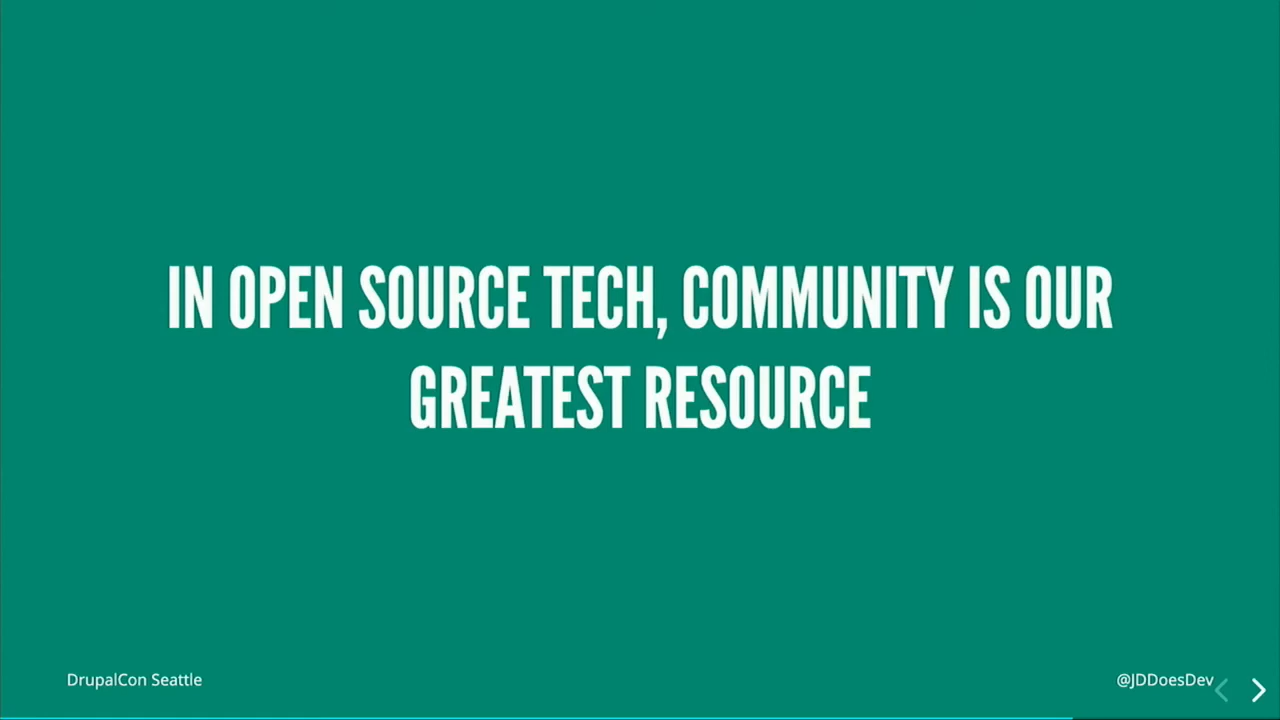 IN OPEN SOURCE TECH, COMMUNITY IS OUR
GREATEST RESOURCE
DrupalCon Seattle
@JDDoesDev